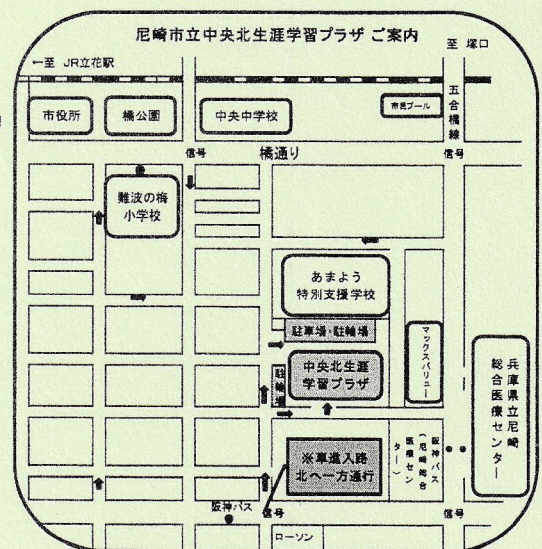 尼崎市立中央北生涯学習プラザ ご案内
←至 JR立花駅
至 塚口
市役所
橘公園
中央中学校
市民プール
五合橋線
信号
橘通り
信号
難波の梅
小学校
あまよう
特別支援学校
駐車場・駐輪場
中央北生涯
学習プラザ
駐輪場
マックスバリュー
兵庫県立尼崎
総合医療センター
※車進入路
北へ一方通行
阪神バス
(尼崎総合
医療セン
ター)
阪神バス
信号
信号
ローソン